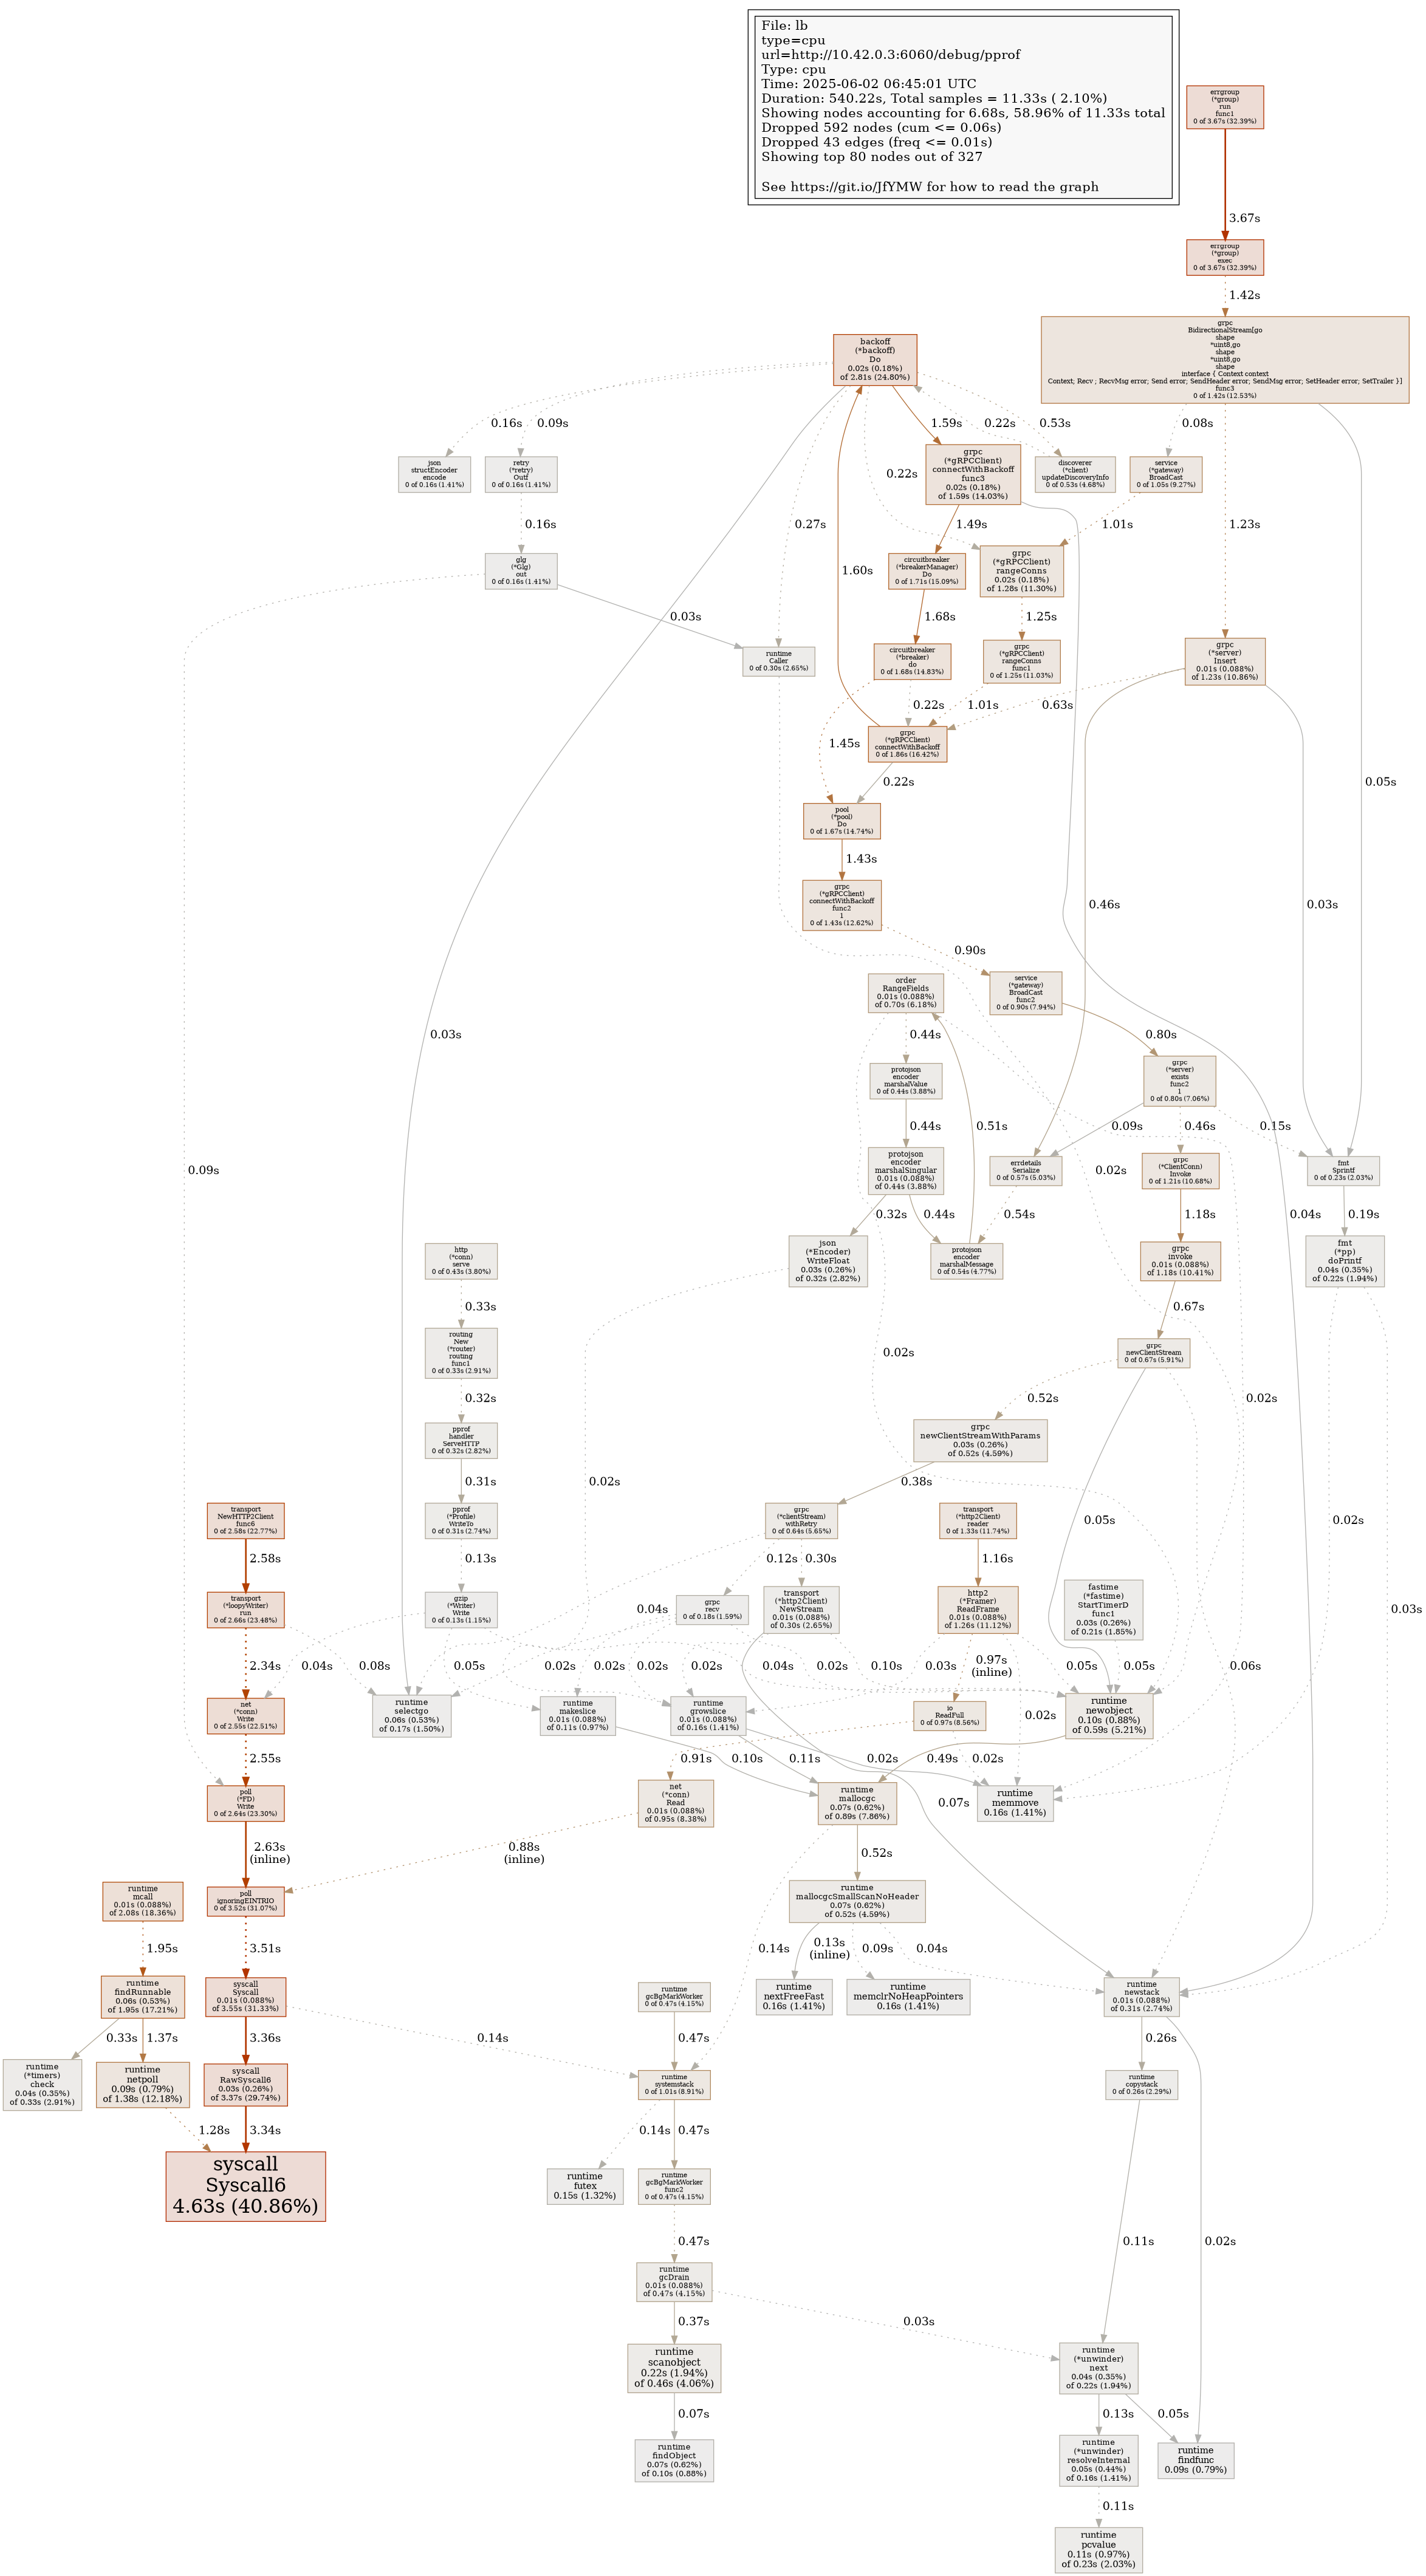 File: lb
type=cpu
url=http://10.42.0.3:6060/debug/pprof
Type: cpu
Time: 2025-06-02 06:45:01 UTC
Duration: 540.22s, Total samples = 11.33s ( 2.10%)
Showing nodes accounting for 6.68s, 58.96% of 11.33s total
Dropped 592 nodes (cum <= 0.06s)
Dropped 43 edges (freq <= 0.01s)
Showing top 80 nodes out of 327
See https://git.io/JfYMW for how to read the graph
errgroup
(*group)
run
func1
0 of 3.67s (32.39%)
3.67s
errgroup
(*group)
exec
0 of 3.67s (32.39%)
1.42s
grpc
BidirectionalStream[go
shape
*uint8,go
shape
*uint8,go
shape
interface { Context context
Context; Recv ; RecvMsg error; Send error; SendHeader error; SendMsg error; SetHeader error; SetTrailer }]
func3
0 of 1.42s (12.53%)
backoff
(*backoff)
Do
0.02s (0.18%)
of 2.81s (24.80%)
0.16s
0.09s
1.59s
0.22s
0.53s
0.08s
json
structEncoder
encode
0 of 0.16s (1.41%)
retry
(*retry)
Outf
0 of 0.16s (1.41%)
grpc
(*gRPCClient)
connectWithBackoff
func3
0.02s (0.18%)
of 1.59s (14.03%)
discoverer
(*client)
updateDiscoveryInfo
0 of 0.53s (4.68%)
service
(*gateway)
BroadCast
0 of 1.05s (9.27%)
0.22s
0.16s
0.27s
1.49s
1.01s
1.23s
glg
(*Glg)
out
0 of 0.16s (1.41%)
1.60s
circuitbreaker
(*breakerManager)
Do
0 of 1.71s (15.09%)
grpc
(*gRPCClient)
rangeConns
0.02s (0.18%)
of 1.28s (11.30%)
0.03s
1.68s
1.25s
runtime
Caller
0 of 0.30s (2.65%)
circuitbreaker
(*breaker)
do
0 of 1.68s (14.83%)
grpc
(*gRPCClient)
rangeConns
func1
0 of 1.25s (11.03%)
grpc
(*server)
Insert
0.01s (0.088%)
of 1.23s (10.86%)
0.22s
1.01s
0.63s
1.45s
grpc
(*gRPCClient)
connectWithBackoff
0 of 1.86s (16.42%)
0.05s
0.22s
pool
(*pool)
Do
0 of 1.67s (14.74%)
1.43s
grpc
(*gRPCClient)
connectWithBackoff
func2
1
0 of 1.43s (12.62%)
0.46s
0.03s
0.90s
order
RangeFields
0.01s (0.088%)
of 0.70s (6.18%)
service
(*gateway)
BroadCast
func2
0 of 0.90s (7.94%)
0.03s
0.44s
0.80s
protojson
encoder
marshalValue
0 of 0.44s (3.88%)
grpc
(*server)
exists
func2
1
0 of 0.80s (7.06%)
0.44s
0.51s
0.09s
0.46s
0.15s
0.09s
protojson
encoder
marshalSingular
0.01s (0.088%)
of 0.44s (3.88%)
0.02s
errdetails
Serialize
0 of 0.57s (5.03%)
grpc
(*ClientConn)
Invoke
0 of 1.21s (10.68%)
fmt
Sprintf
0 of 0.23s (2.03%)
0.32s
0.44s
0.54s
1.18s
0.04s
0.19s
http
(*conn)
serve
0 of 0.43s (3.80%)
json
(*Encoder)
WriteFloat
0.03s (0.26%)
of 0.32s (2.82%)
protojson
encoder
marshalMessage
0 of 0.54s (4.77%)
grpc
invoke
0.01s (0.088%)
of 1.18s (10.41%)
fmt
(*pp)
doPrintf
0.04s (0.35%)
of 0.22s (1.94%)
0.33s
0.67s
routing
New
(*router)
routing
func1
0 of 0.33s (2.91%)
0.02s
grpc
newClientStream
0 of 0.67s (5.91%)
0.32s
0.52s
0.02s
pprof
handler
ServeHTTP
0 of 0.32s (2.82%)
grpc
newClientStreamWithParams
0.03s (0.26%)
of 0.52s (4.59%)
0.31s
0.02s
0.38s
transport
NewHTTP2Client
func6
0 of 2.58s (22.77%)
pprof
(*Profile)
WriteTo
0 of 0.31s (2.74%)
grpc
(*clientStream)
withRetry
0 of 0.64s (5.65%)
transport
(*http2Client)
reader
0 of 1.33s (11.74%)
0.05s
0.02s
2.58s
0.13s
0.12s
0.30s
1.16s
transport
(*loopyWriter)
run
0 of 2.66s (23.48%)
gzip
(*Writer)
Write
0 of 0.13s (1.15%)
0.04s
grpc
recv
0 of 0.18s (1.59%)
transport
(*http2Client)
NewStream
0.01s (0.088%)
of 0.30s (2.65%)
http2
(*Framer)
ReadFrame
0.01s (0.088%)
of 1.26s (11.12%)
fastime
(*fastime)
StartTimerD
func1
0.03s (0.26%)
of 0.21s (1.85%)
0.03s
2.34s
0.04s
0.08s
0.05s
0.02s
0.02s
0.02s
0.02s
0.04s
0.02s
0.10s
0.03s
0.97s
(inline)
0.05s
0.05s
0.06s
net
(*conn)
Write
0 of 2.55s (22.51%)
runtime
selectgo
0.06s (0.53%)
of 0.17s (1.50%)
runtime
makeslice
0.01s (0.088%)
of 0.11s (0.97%)
runtime
growslice
0.01s (0.088%)
of 0.16s (1.41%)
io
ReadFull
0 of 0.97s (8.56%)
0.02s
runtime
newobject
0.10s (0.88%)
of 0.59s (5.21%)
2.55s
0.91s
0.10s
0.11s
0.02s
0.49s
0.02s
poll
(*FD)
Write
0 of 2.64s (23.30%)
net
(*conn)
Read
0.01s (0.088%)
of 0.95s (8.38%)
runtime
mallocgc
0.07s (0.62%)
of 0.89s (7.86%)
0.07s
runtime
memmove
0.16s (1.41%)
2.63s
(inline)
0.88s
(inline)
0.52s
runtime
mcall
0.01s (0.088%)
of 2.08s (18.36%)
poll
ignoringEINTRIO
0 of 3.52s (31.07%)
runtime
mallocgcSmallScanNoHeader
0.07s (0.62%)
of 0.52s (4.59%)
1.95s
3.51s
0.14s
0.13s
(inline)
0.09s
0.04s
runtime
findRunnable
0.06s (0.53%)
of 1.95s (17.21%)
syscall
Syscall
0.01s (0.088%)
of 3.55s (31.33%)
runtime
gcBgMarkWorker
0 of 0.47s (4.15%)
runtime
nextFreeFast
0.16s (1.41%)
runtime
memclrNoHeapPointers
0.16s (1.41%)
runtime
newstack
0.01s (0.088%)
of 0.31s (2.74%)
0.33s
1.37s
3.36s
0.14s
0.47s
0.26s
runtime
(*timers)
check
0.04s (0.35%)
of 0.33s (2.91%)
runtime
netpoll
0.09s (0.79%)
of 1.38s (12.18%)
syscall
RawSyscall6
0.03s (0.26%)
of 3.37s (29.74%)
runtime
systemstack
0 of 1.01s (8.91%)
runtime
copystack
0 of 0.26s (2.29%)
1.28s
3.34s
0.14s
0.47s
syscall
Syscall6
4.63s (40.86%)
runtime
futex
0.15s (1.32%)
runtime
gcBgMarkWorker
func2
0 of 0.47s (4.15%)
0.47s
0.11s
0.02s
runtime
gcDrain
0.01s (0.088%)
of 0.47s (4.15%)
0.37s
0.03s
runtime
scanobject
0.22s (1.94%)
of 0.46s (4.06%)
runtime
(*unwinder)
next
0.04s (0.35%)
of 0.22s (1.94%)
0.07s
0.13s
0.05s
runtime
findObject
0.07s (0.62%)
of 0.10s (0.88%)
runtime
(*unwinder)
resolveInternal
0.05s (0.44%)
of 0.16s (1.41%)
runtime
findfunc
0.09s (0.79%)
0.11s
runtime
pcvalue
0.11s (0.97%)
of 0.23s (2.03%)